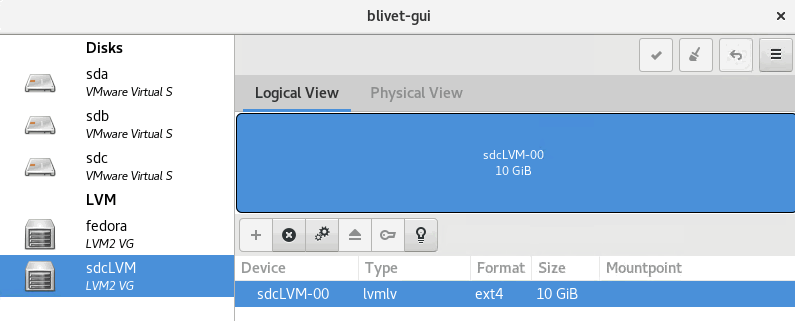 blivet-gui
Disks
sda
VMware Virtual S
sdb
VMware Virtual S
sdc
VMware Virtual S
LVM
fedora
LVM2 VG
sdcLVM
LVM2 VG
Logical View Physical View
sdcLVM-00
10 GiB
Device Type Format Size Mountpoint
sdcLVM-00 lvmlv ext4 10 GiB